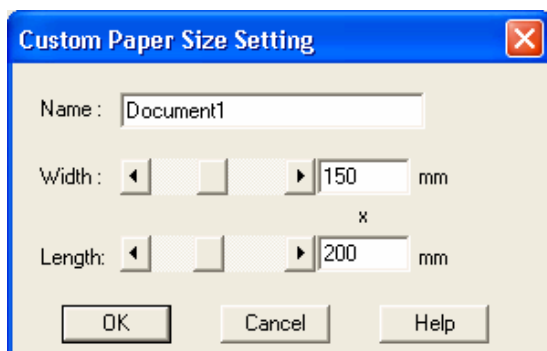 Custom Paper Size Setting
Name : Document1
Width : 150 mm
x
Length: 200 mm
OK Cancel Help